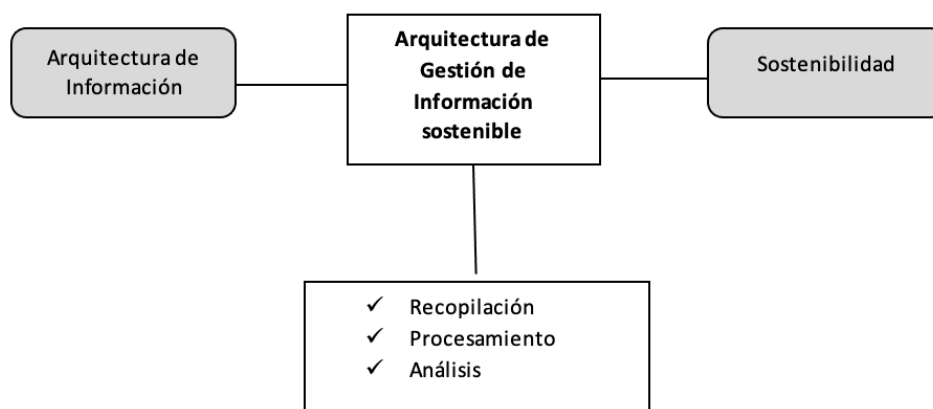 Arquitectura de
Información
Arquitectura de
Gestión de
Información
sostenible
Sostenibilidad
✓ Recopilación
✓ Procesamiento
✓ Análisis